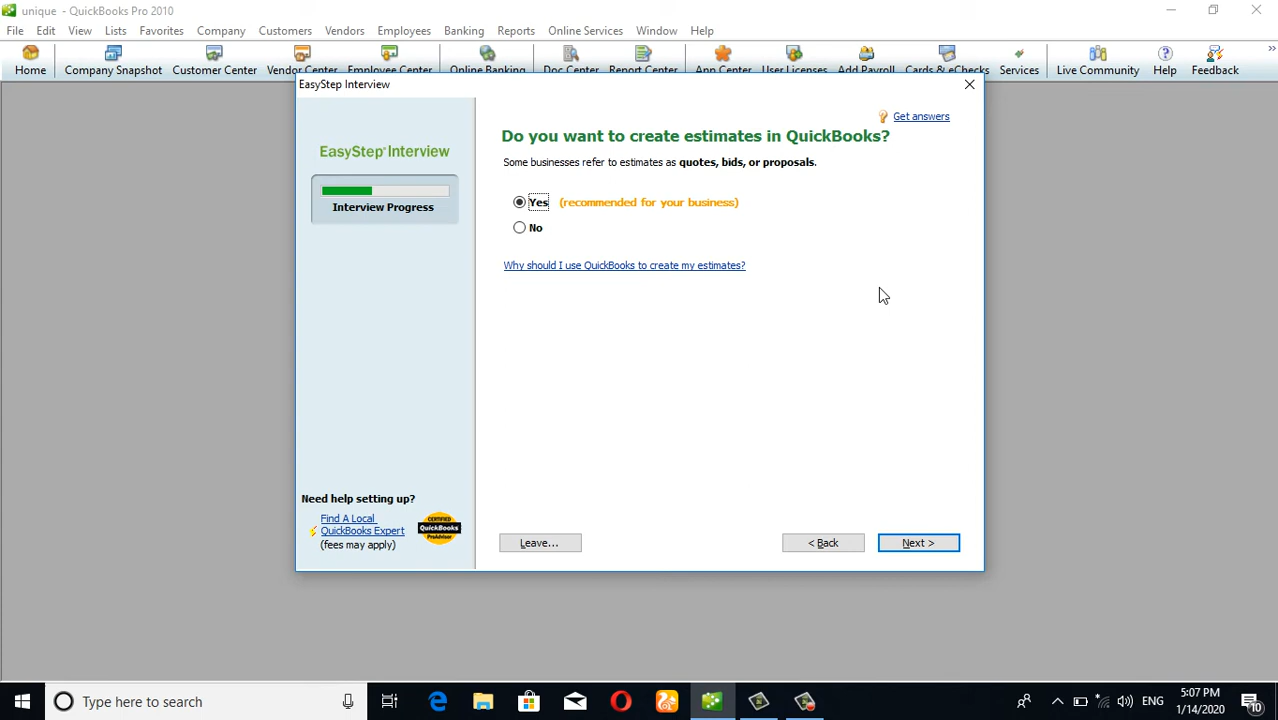 unique - QuickBooks Pro 2010
File Edit View Lists Favorites Company Customers Vendors Employees Banking Reports Online Services Window Help
Home Company Snapshot Customer Center Vendor Center Employee Center Online Banking Doc Center Report Center App Center User Licenses Add Payroll Cards & eChecks Services Live Community Help Feedback
EasyStep Interview
Get answers
Do you want to create estimates in QuickBooks?
EasyStep® Interview
Some businesses refer to estimates as quotes, bids, or proposals.
Yes (recommended for your business)
Interview Progress
No
Why should I use QuickBooks to create my estimates?
Need help setting up?
Find A Local
QuickBooks Expert
(fees may apply)
CERTIFIED
QuickBooks
ProAdvisor
Leave...
< Back
Next >
Type here to search
ENG
5:07 PM
1/14/2020
10